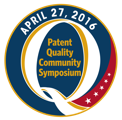 APRIL 27, 2016
Patent
Quality
Community
Symposium